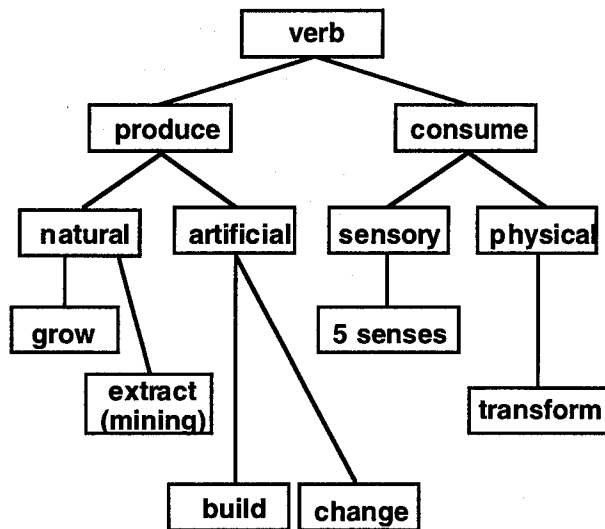 verb
produce
consume
natural
artificial
sensory
physical
grow
5 senses
extract
(mining)
transform
build
change